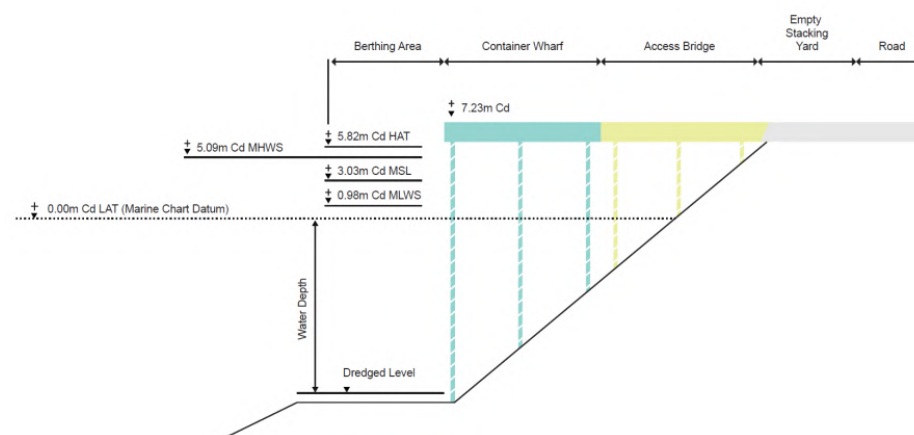 Berthing Area
Container Wharf
Access Bridge
Empty
Stacking
Yard
Road
7.23m Cd
5.82m Cd HAT
5.09m Cd MHWS
3.03m Cd MSL
0.98m Cd MLWS
0.00m Cd LAT (Marine Chart Datum)
Water Depth
Dredged Level